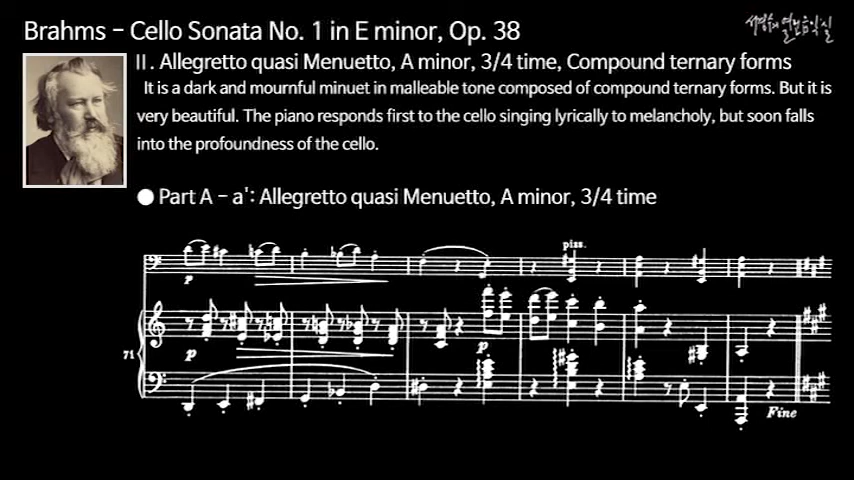 Brahms - Cello Sonata No. 1 in E minor, Op. 38
II. Allegretto quasi Menuetto, A minor, 3/4 time, Compound ternary forms
It is a dark and mournful minuet in malleable tone composed of compound ternary forms. But it is
very beautiful. The piano responds first to the cello singing lyrically to melancholy, but soon falls
into the profoundness of the cello.
● Part A - a': Allegretto quasi Menuetto, A minor, 3/4 time
pizz.
p
p
p
71
Fine